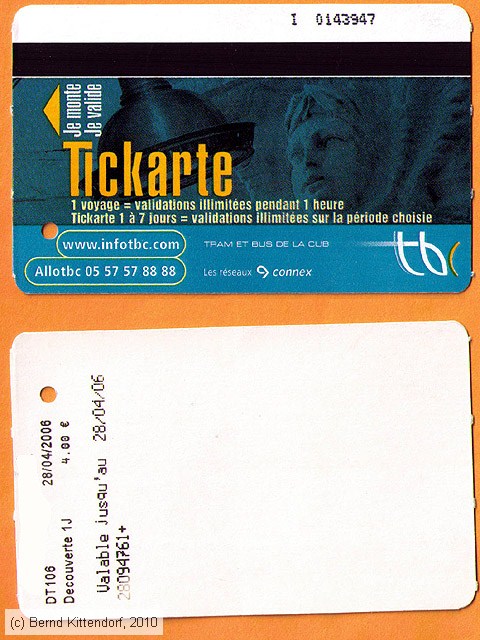 I 0143947
Je monte
Je valide
Tickarte
1 voyage = validations illimitées pendant 1 heure
Tickarte 1 à 7 jours = validations illimitées sur la période choisie
www.infotbc.com
TRAM ET BUS DE LA CUB
tbc
Allotbc 05 57 57 88 88
Les réseaux connex
DT106 28/04/2006
Decouverte 1J 4,00 €
Valable jusqu'au 28/04/06
28094761+
(c) Bernd Kittendorf, 2010